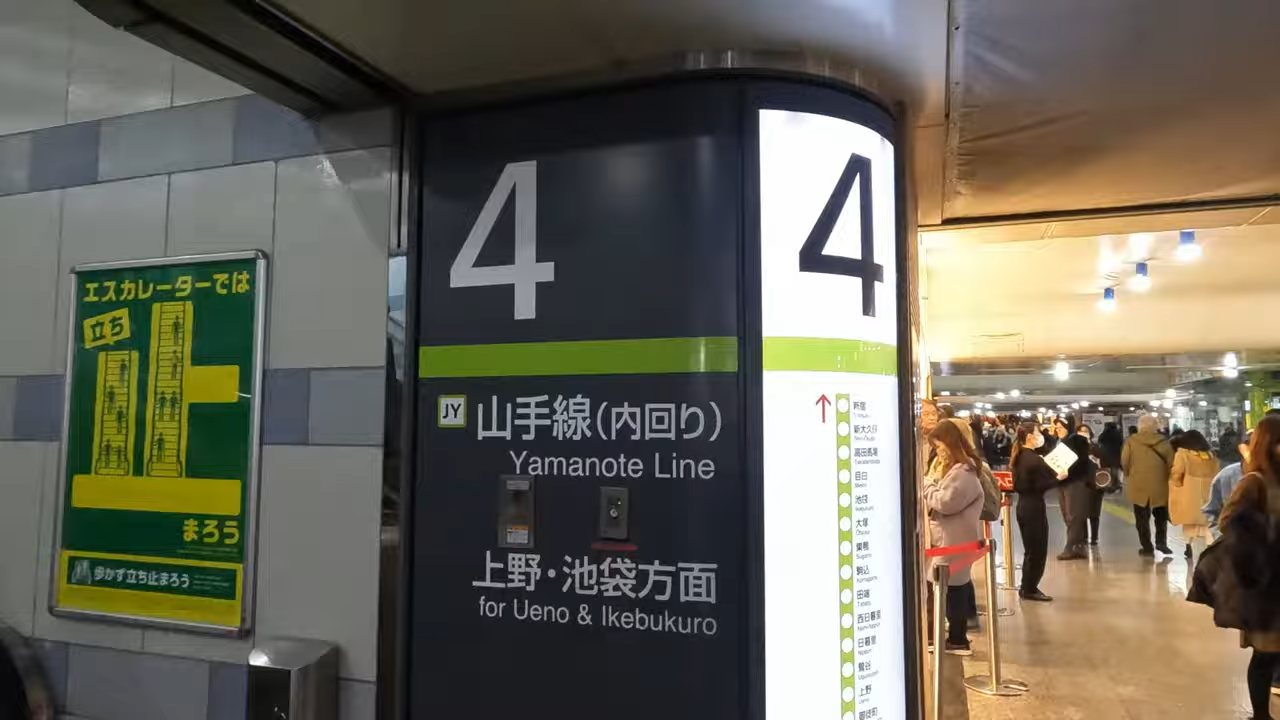 エスカレーターでは
立ち
止
まろう
歩かず立ち止まろう
4
JY 山手線(内回り)
Yamanote Line
上野・池袋方面
for Ueno & Ikebukuro
4
新宿
新大久保
高田馬場
目白
池袋
大塚
巣鴨
駒込
田端
西日暮里
日暮里
鶯谷
上野
御徒町